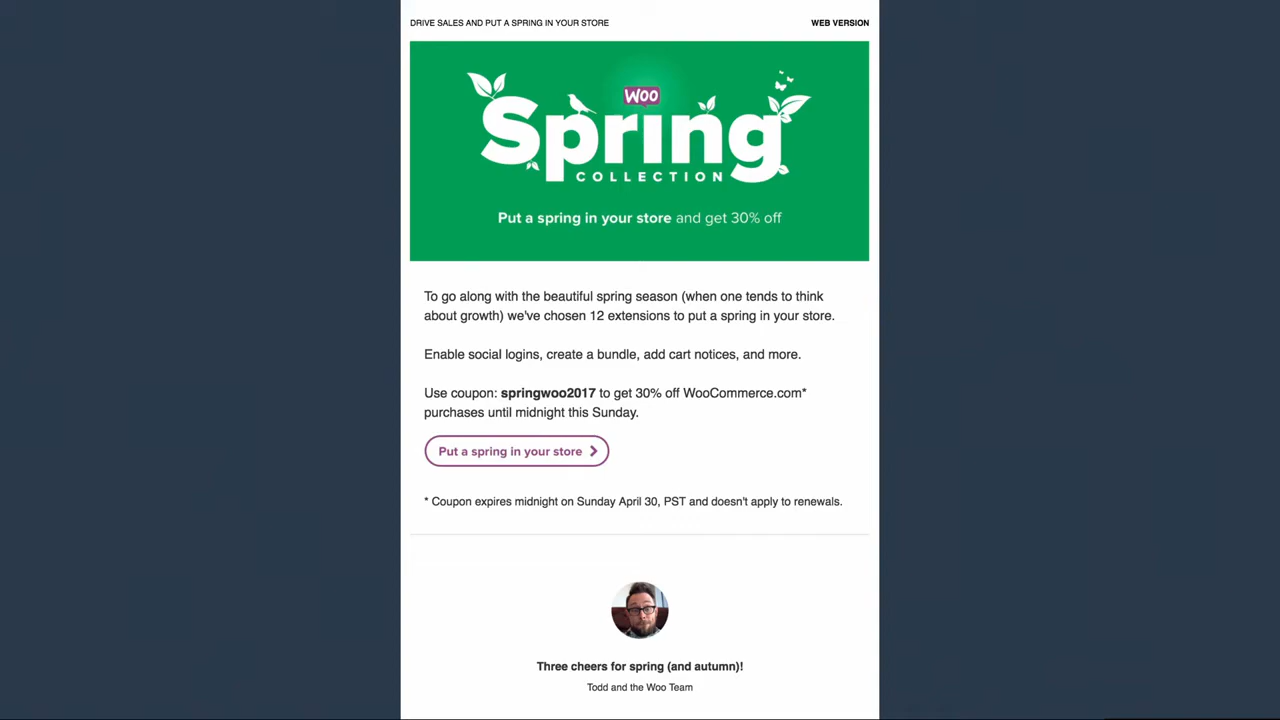 DRIVE SALES AND PUT A SPRING IN YOUR STORE
WEB VERSION
WOO
Spring
COLLECTION
Put a spring in your store and get 30% off
To go along with the beautiful spring season (when one tends to think
about growth) we've chosen 12 extensions to put a spring in your store.
Enable social logins, create a bundle, add cart notices, and more.
Use coupon: springwoo2017 to get 30% off WooCommerce.com*
purchases until midnight this Sunday.
Put a spring in your store
* Coupon expires midnight on Sunday April 30, PST and doesn't apply to renewals.
Three cheers for spring (and autumn)!
Todd and the Woo Team